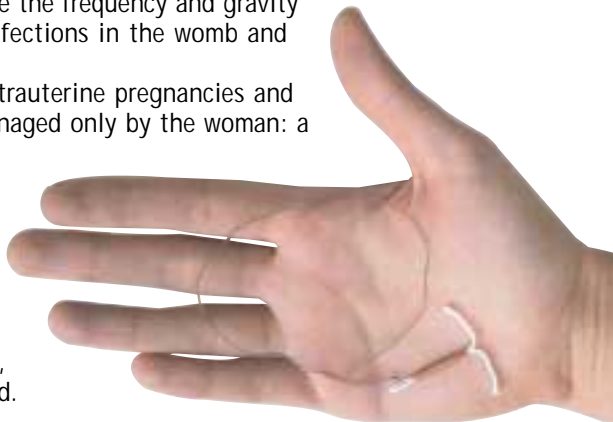 the frequency and gravity
fections in the womb and
trauterine pregnancies and
naged only by the woman: a
,
d.